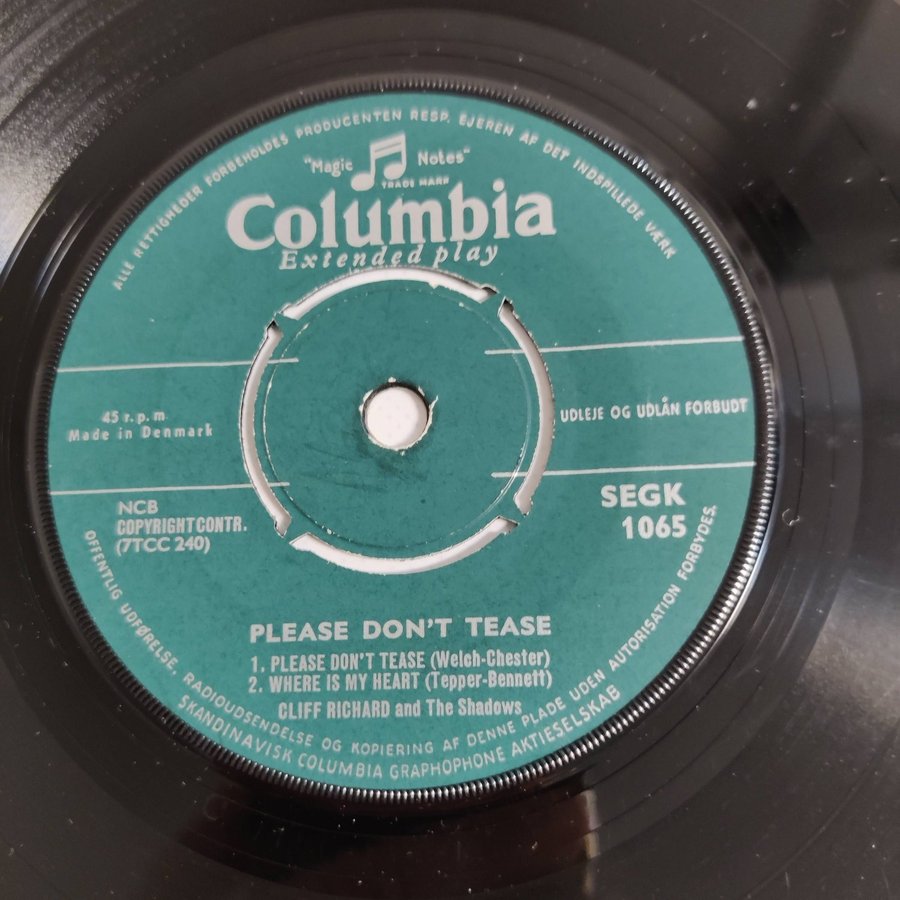 ALLE RETTIGHEDER FORBEHOLDES PRODUCENTEN RESP. EJEREN AF DET INDSPILLEDE VÆRK
"Magic Notes"
TRADE MARK
Columbia
Extended play
45 r.p.m
Made in Denmark
UDLEJE OG UDLÅN FORBUDT
NCB
COPYRIGHT CONTR.
(7TCC 240)
SEGK
1065
PLEASE DON'T TEASE
1. PLEASE DON'T TEASE (Welch-Chester)
2. WHERE IS MY HEART (Tepper-Bennett)
CLIFF RICHARD and The Shadows
OFFENTLIG UDFØRELSE, RADIOUDSENDELSE OG KOPIERING AF DENNE PLADE UDEN AUTORISATION FORBYDES.
SKANDINAVISK COLUMBIA GRAPHOPHONE AKTIESELSKAB